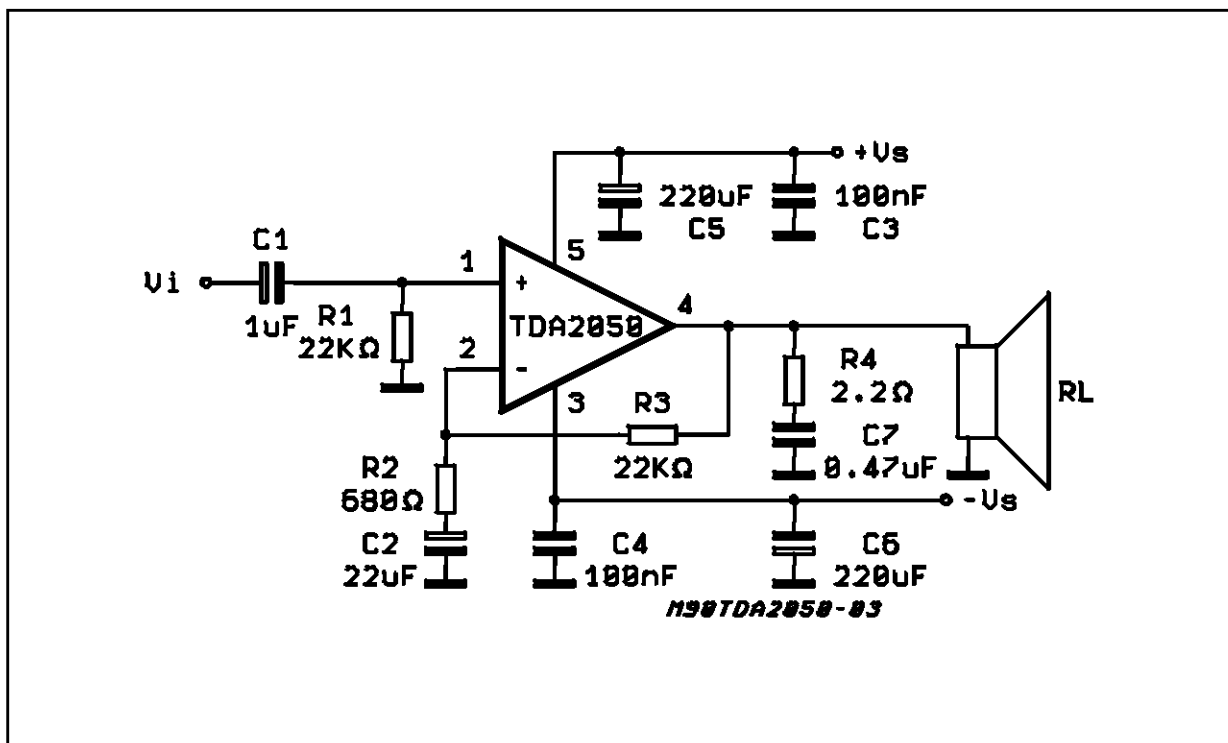 +Vs
220uF
C5
100nF
C3
C1
1uF
Vi
R1
22KΩ
1
5
+
TDA2050
4
2
-
3
R3
22KΩ
R4
2.2Ω
C7
0.47uF
RL
R2
680Ω
C2
22uF
C4
100nF
-Vs
C6
220uF
M90TDA2050-03